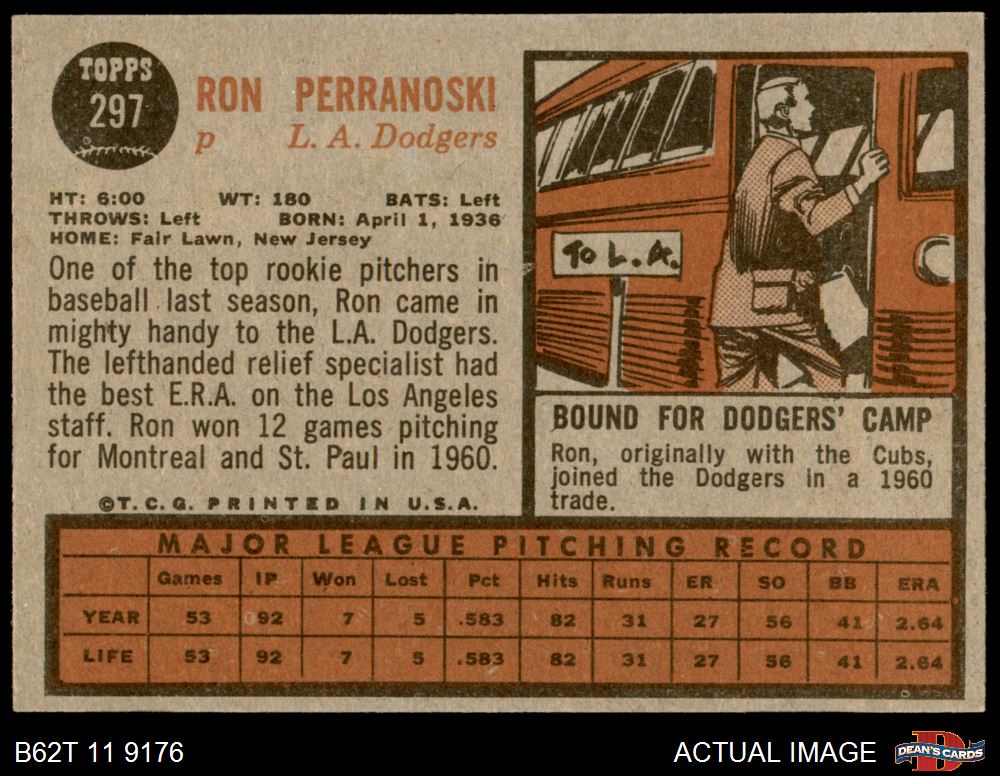 TOPPS
297
RON PERRANOSKI
p L. A. Dodgers
HT: 6:00 WT: 180 BATS: Left
THROWS: Left BORN: April 1, 1936
HOME: Fair Lawn, New Jersey
One of the top rookie pitchers in
baseball last season, Ron came in
mighty handy to the L.A. Dodgers.
The lefthanded relief specialist had
the best E.R.A. on the Los Angeles
staff. Ron won 12 games pitching
for Montreal and St. Paul in 1960.
©T.C.G. PRINTED IN U.S.A.
To L.A.
BOUND FOR DODGERS' CAMP
Ron, originally with the Cubs,
joined the Dodgers in a 1960
trade.
MAJOR LEAGUE PITCHING RECORD
Games IP Won Lost Pct Hits Runs ER SO BB ERA
YEAR 53 92 7 5 .583 82 31 27 56 41 2.64
LIFE 53 92 7 5 .583 82 31 27 56 41 2.64
B62T 11 9176 ACTUAL IMAGE D DEAN'S CARDS